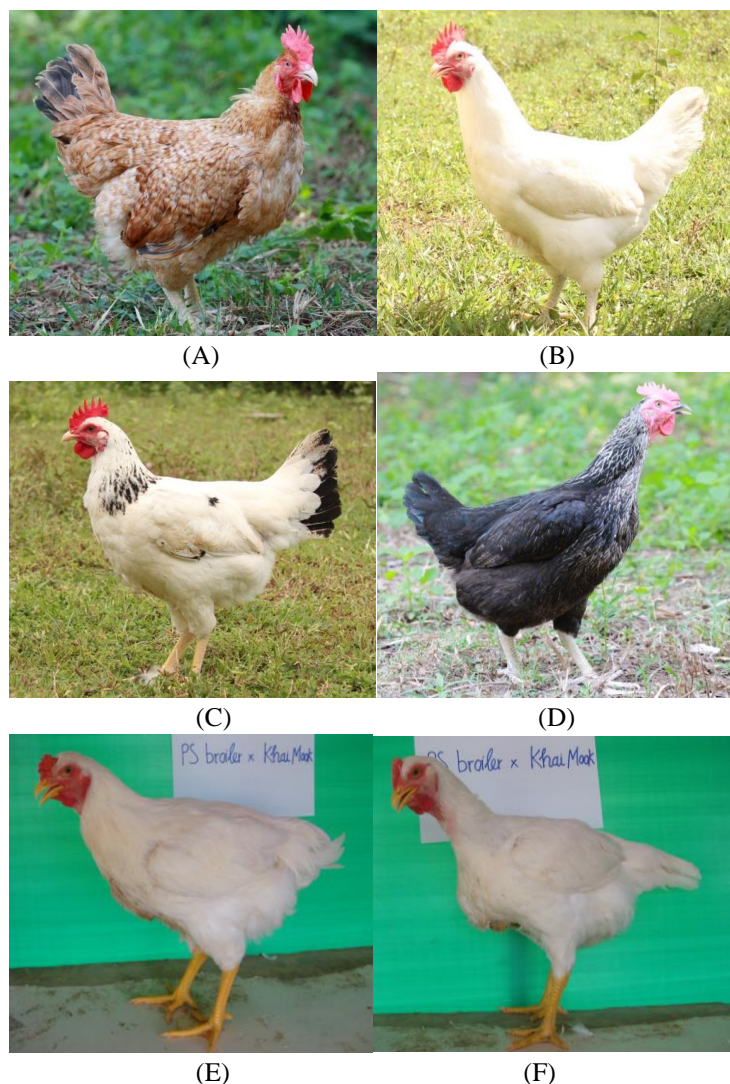 (A)
(B)
(C)
(D)
PS broiler x Khai Mook
PS broiler x Khai Mook
(E)
(F)